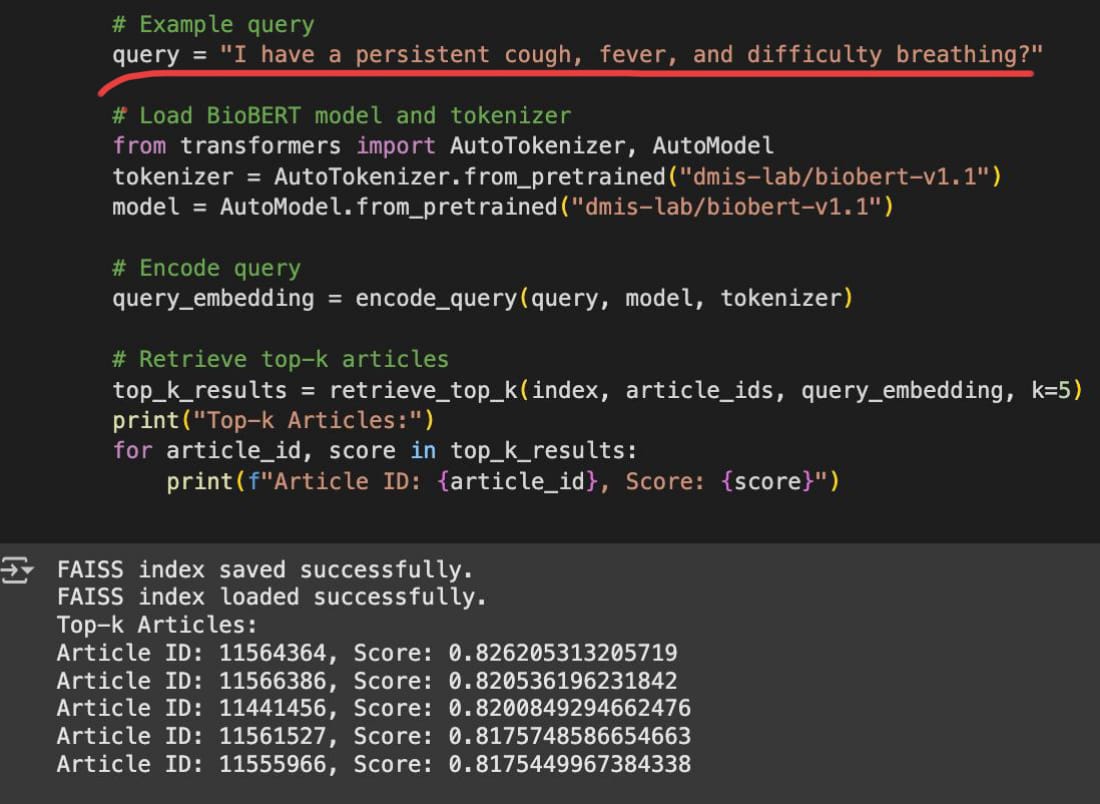 # Example query
query = "I have a persistent cough, fever, and difficulty breathing?"
# Load BioBERT model and tokenizer
from transformers import AutoTokenizer, AutoModel
tokenizer = AutoTokenizer.from_pretrained("dmis-lab/biobert-v1.1")
model = AutoModel.from_pretrained("dmis-lab/biobert-v1.1")
# Encode query
query_embedding = encode_query(query, model, tokenizer)
# Retrieve top-k articles
top_k_results = retrieve_top_k(index, article_ids, query_embedding, k=5)
print("Top-k Articles:")
for article_id, score in top_k_results:
    print(f"Article ID: {article_id}, Score: {score}")
FAISS index saved successfully.
FAISS index loaded successfully.
Top-k Articles:
Article ID: 11564364, Score: 0.826205313205719
Article ID: 11566386, Score: 0.820536196231842
Article ID: 11441456, Score: 0.8200849294662476
Article ID: 11561527, Score: 0.8175748586654663
Article ID: 11555966, Score: 0.8175449967384338